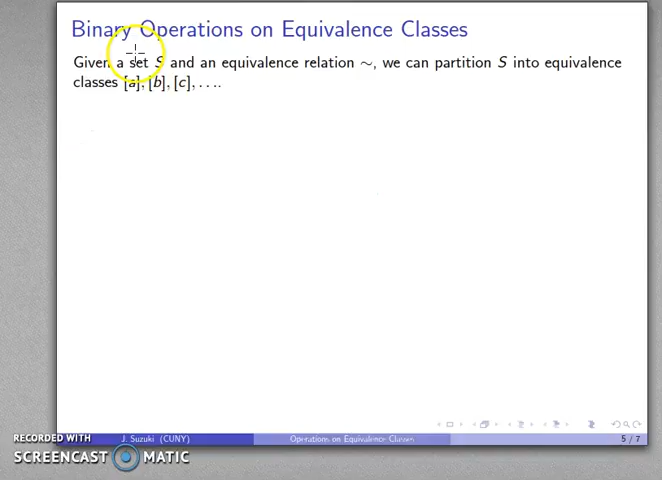 Binary Operations on Equivalence Classes
Given a set S and an equivalence relation ∼, we can partition S into equivalence
classes [a], [b], [c], . . ..
RECORDED WITH
J. Suzuki (CUNY)
Operations on Equivalence Classes
5 / 7
SCREENCAST MATIC